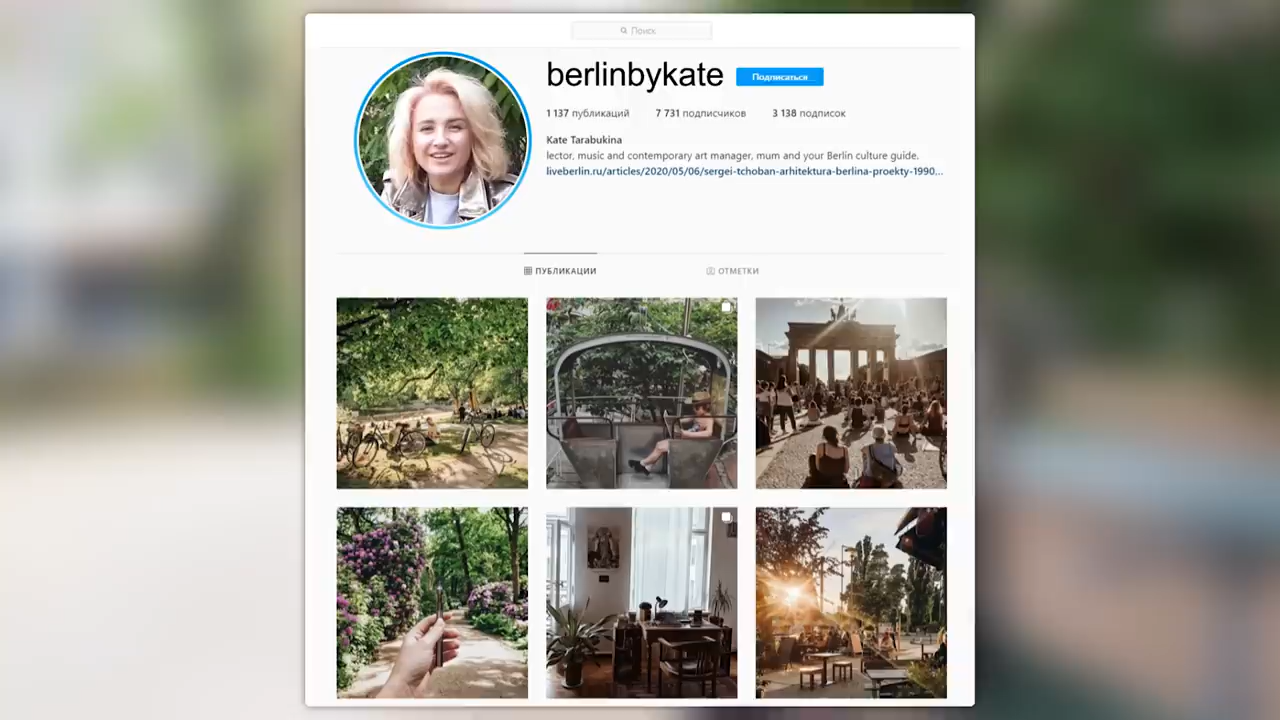 Поиск
berlinbykate Подписаться
1 137 публикаций 7 731 подписчиков 3 138 подписок
Kate Tarabukina
lector, music and contemporary art manager, mum and your Berlin culture guide.
liveberlin.ru/articles/2020/05/06/sergei-tchoban-arhitektura-berlina-proekty-1990...
ПУБЛИКАЦИИ ОТМЕТКИ